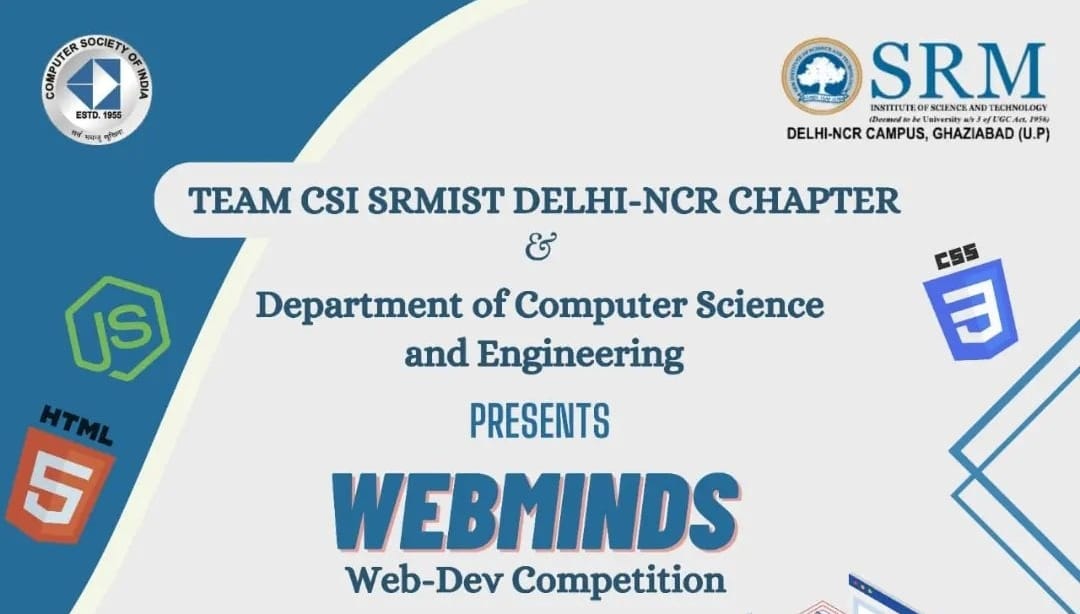 COMPUTER SOCIETY OF INDIA
ESTD. 1955
सर्व भवन्तु सुखिनः
SRM
INSTITUTE OF SCIENCE AND TECHNOLOGY
(Deemed to be University u/s 3 of UGC Act, 1956)
DELHI-NCR CAMPUS, GHAZIABAD (U.P)
TEAM CSI SRMIST DELHI-NCR CHAPTER
&
Department of Computer Science
and Engineering
PRESENTS
WEBMINDS
Web-Dev Competition
JS
HTML
5
CSS
3